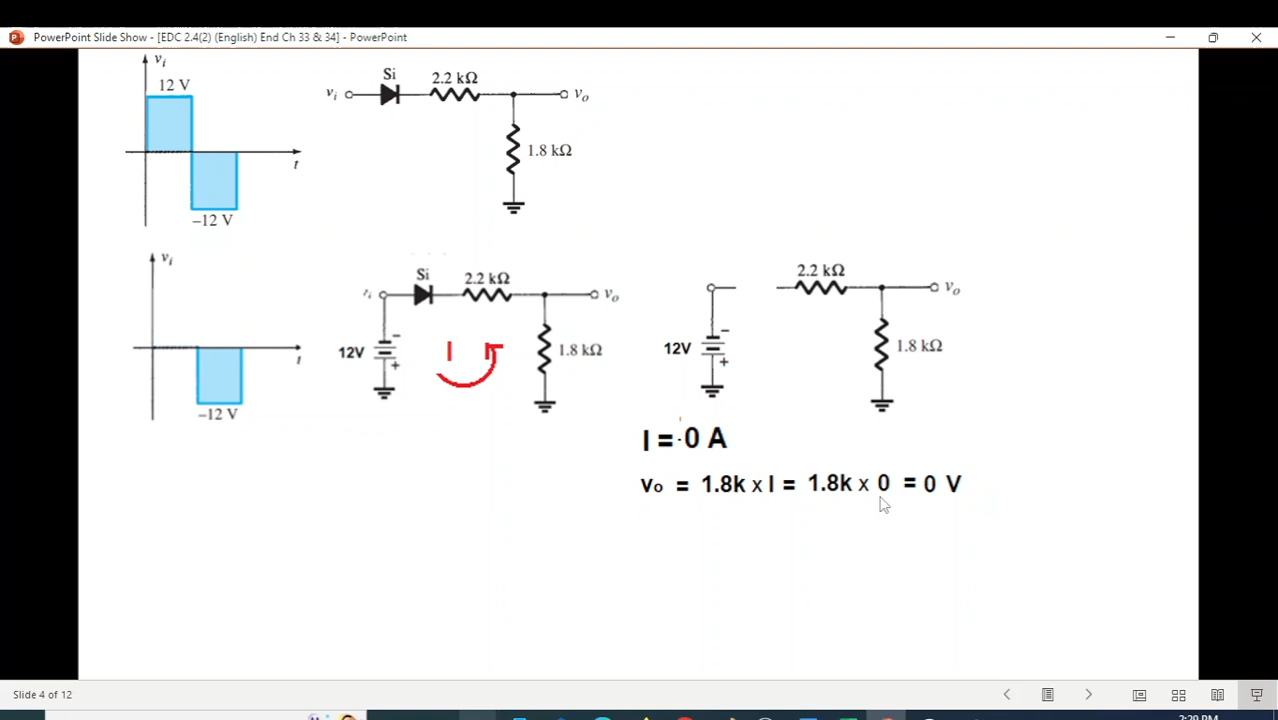 PowerPoint Slide Show - [EDC 2.4(2) (English) End Ch 33 & 34] - PowerPoint
vi
12 V
t
–12 V
Si
2.2 kΩ
vi
vo
1.8 kΩ
vi
t
–12 V
Si
2.2 kΩ
vo
12V
-
+
I
1.8 kΩ
2.2 kΩ
vo
12V
-
+
1.8 kΩ
I = 0 A
Vo = 1.8k x I = 1.8k x 0 = 0 V
Slide 4 of 12